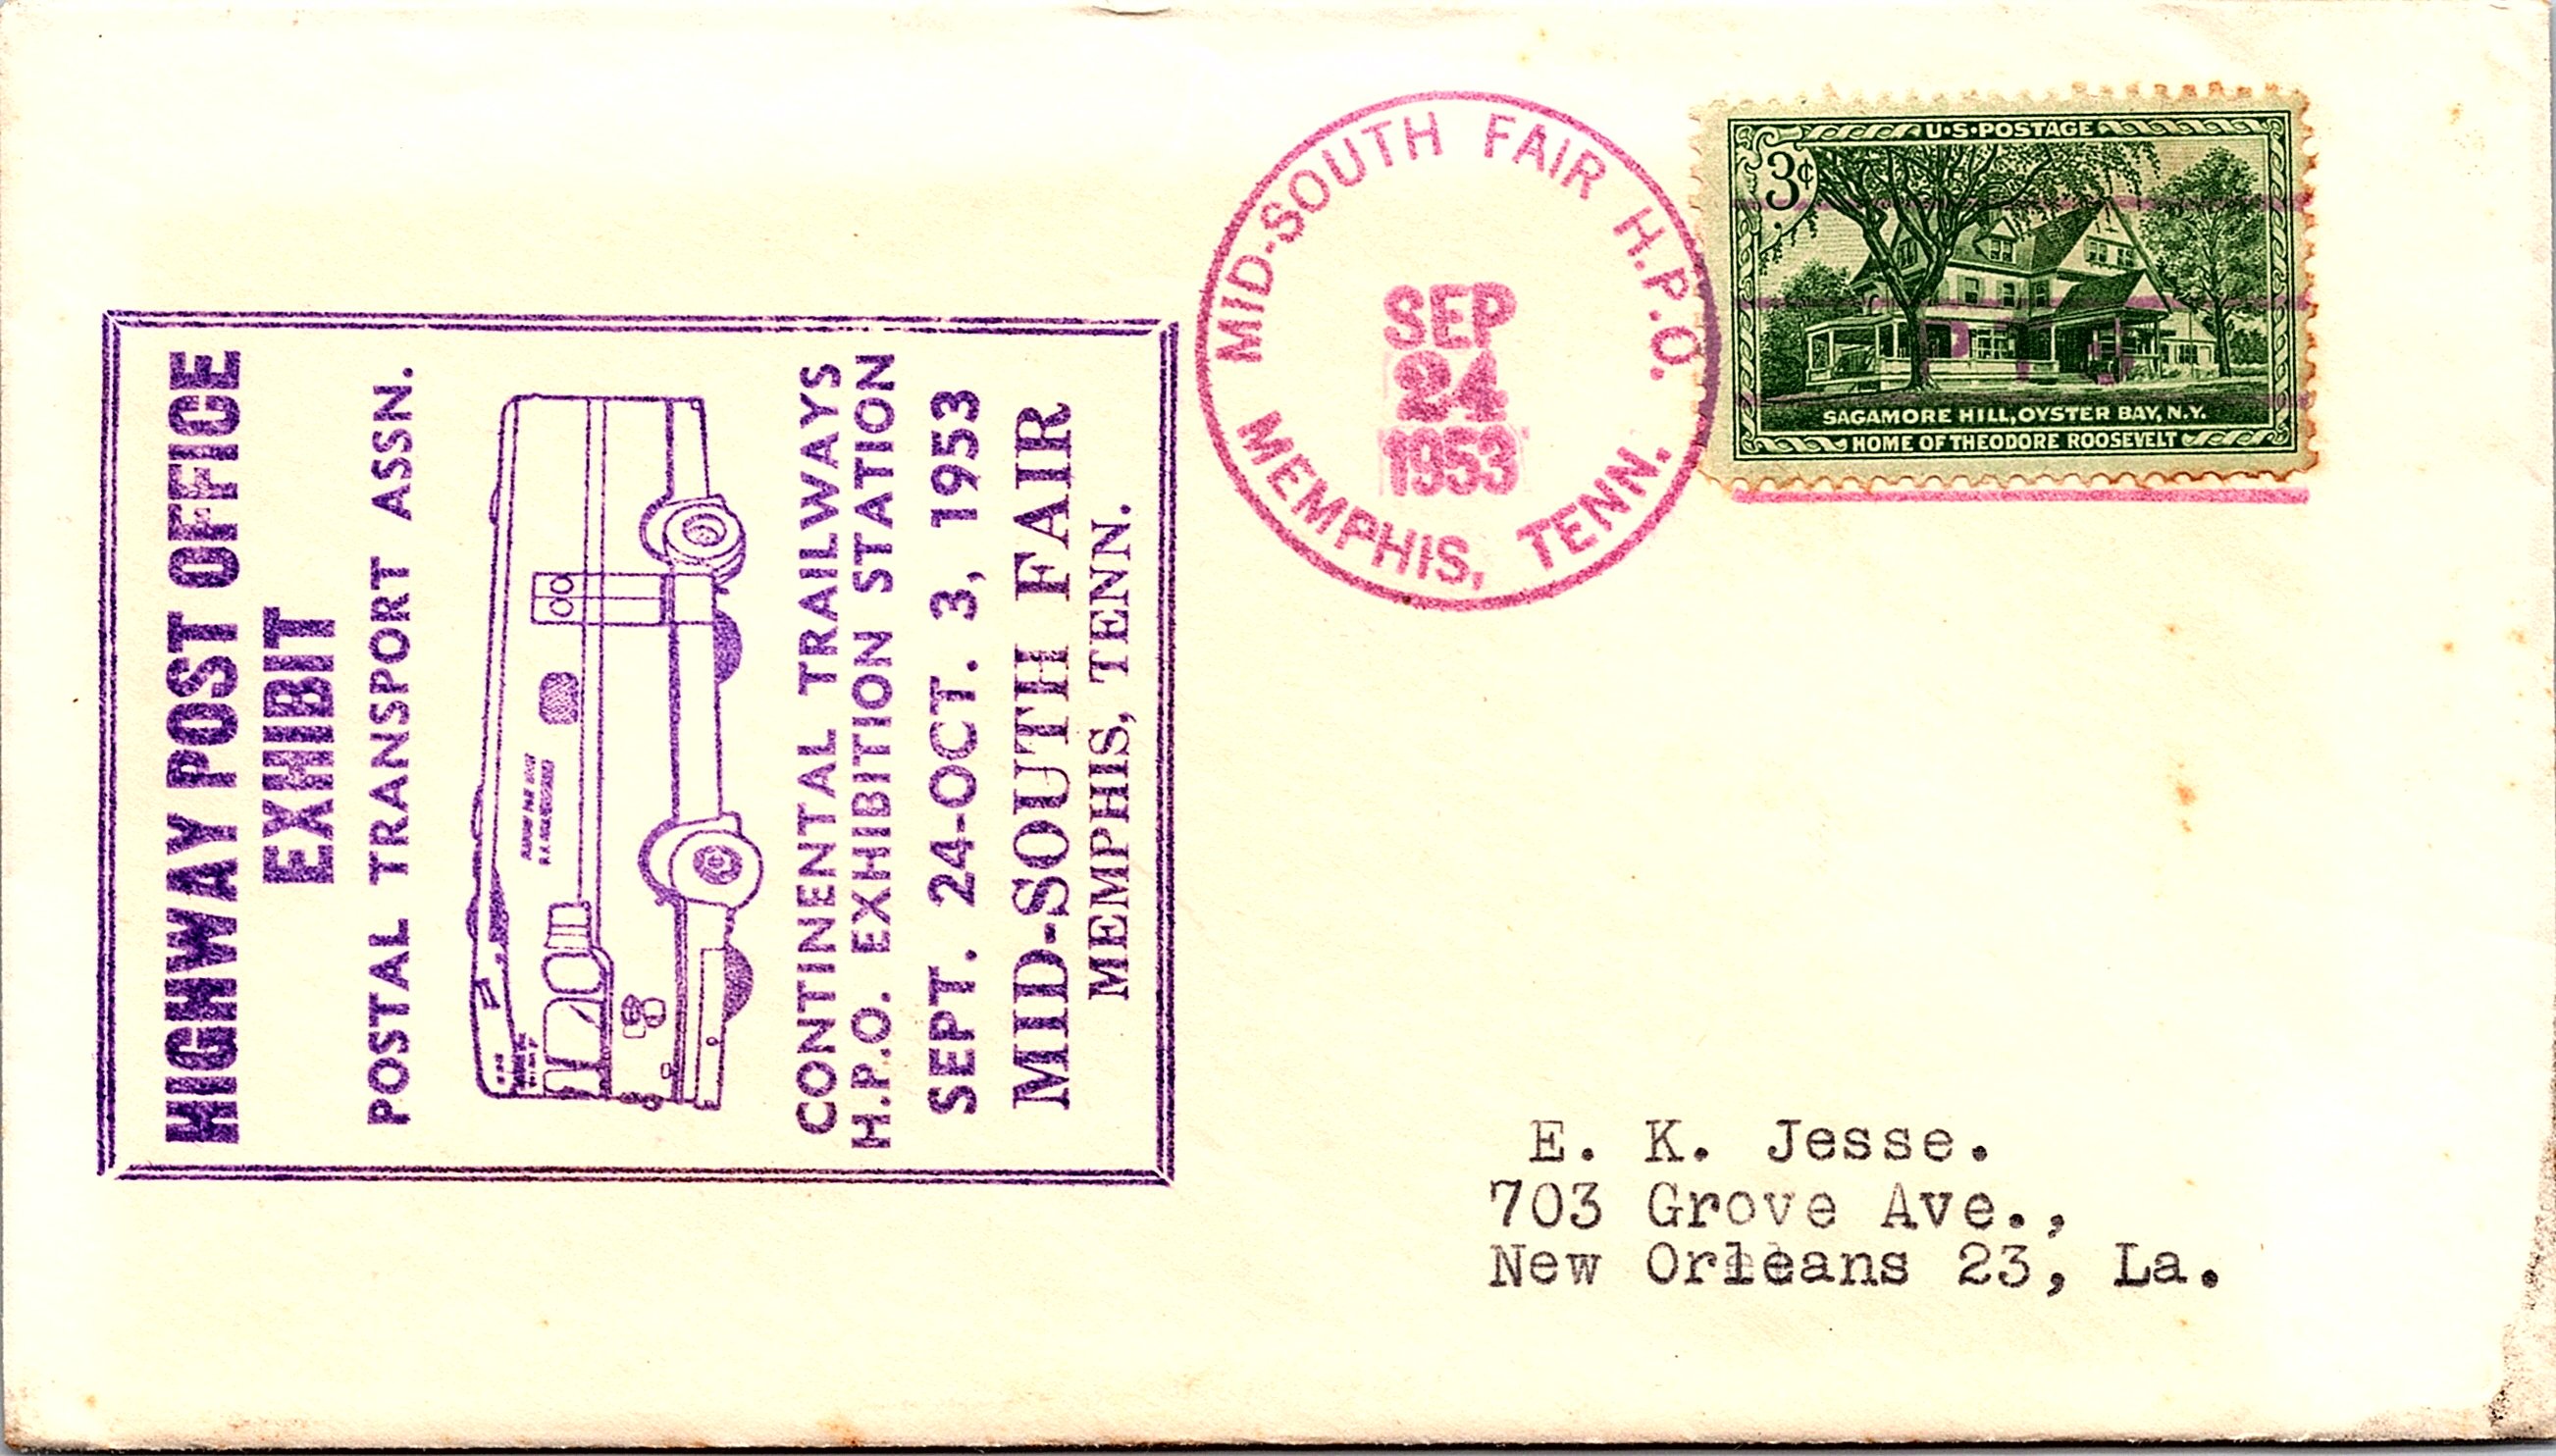 HIGHWAY POST OFFICE
EXHIBIT
POSTAL TRANSPORT ASSN.
CONTINENTAL TRAILWAYS
H.P.O. EXHIBITION STATION
SEPT. 24-OCT. 3, 1953
MID-SOUTH FAIR
MEMPHIS, TENN.
MID-SOUTH FAIR H.P.O.
SEP
24
1953
MEMPHIS, TENN.
U·S·POSTAGE
3¢
SAGAMORE HILL, OYSTER BAY, N.Y.
HOME OF THEODORE ROOSEVELT
E. K. Jesse.
703 Grove Ave.,
New Orleans 23, La.